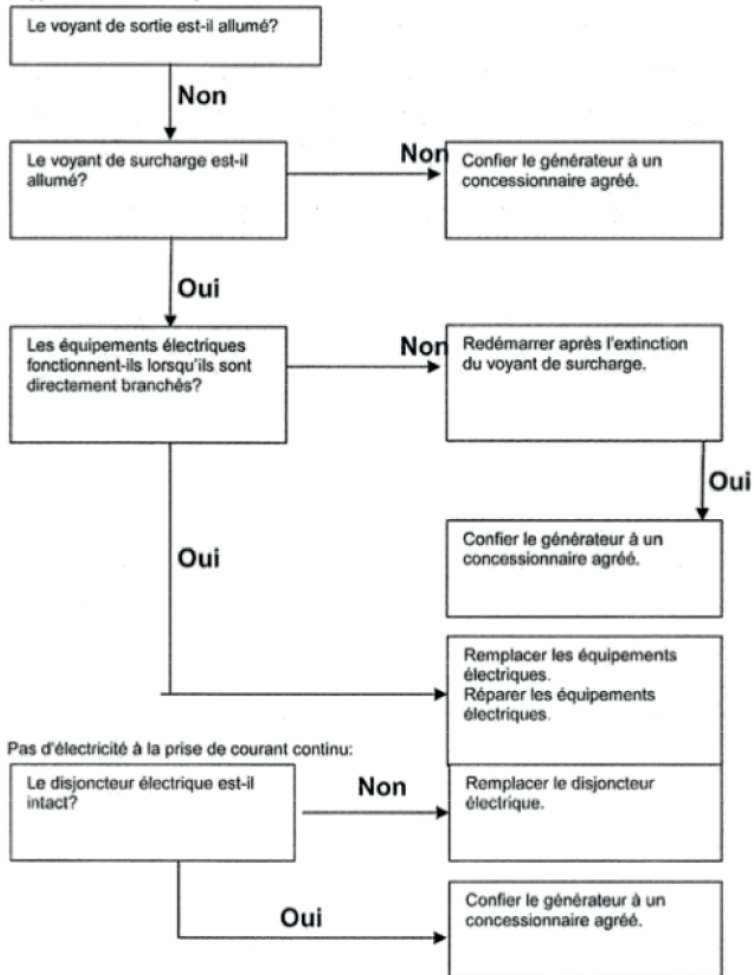 Le voyant de sortie est-il allumé?
Non
Le voyant de surcharge est-il
allumé?
Non
Confier le générateur à un
concessionnaire agréé.
Oui
Les équipements électriques
fonctionnent-ils lorsqu'ils sont
directement branchés?
Non
Redémarrer après l'extinction
du voyant de surcharge.
Oui
Confier le générateur à un
concessionnaire agréé.
Oui
Remplacer les équipements
électriques.
Réparer les équipements
électriques.
Pas d'électricité à la prise de courant continu:
Le disjoncteur électrique est-il
intact?
Non
Remplacer le disjoncteur
électrique.
Oui
Confier le générateur à un
concessionnaire agréé.